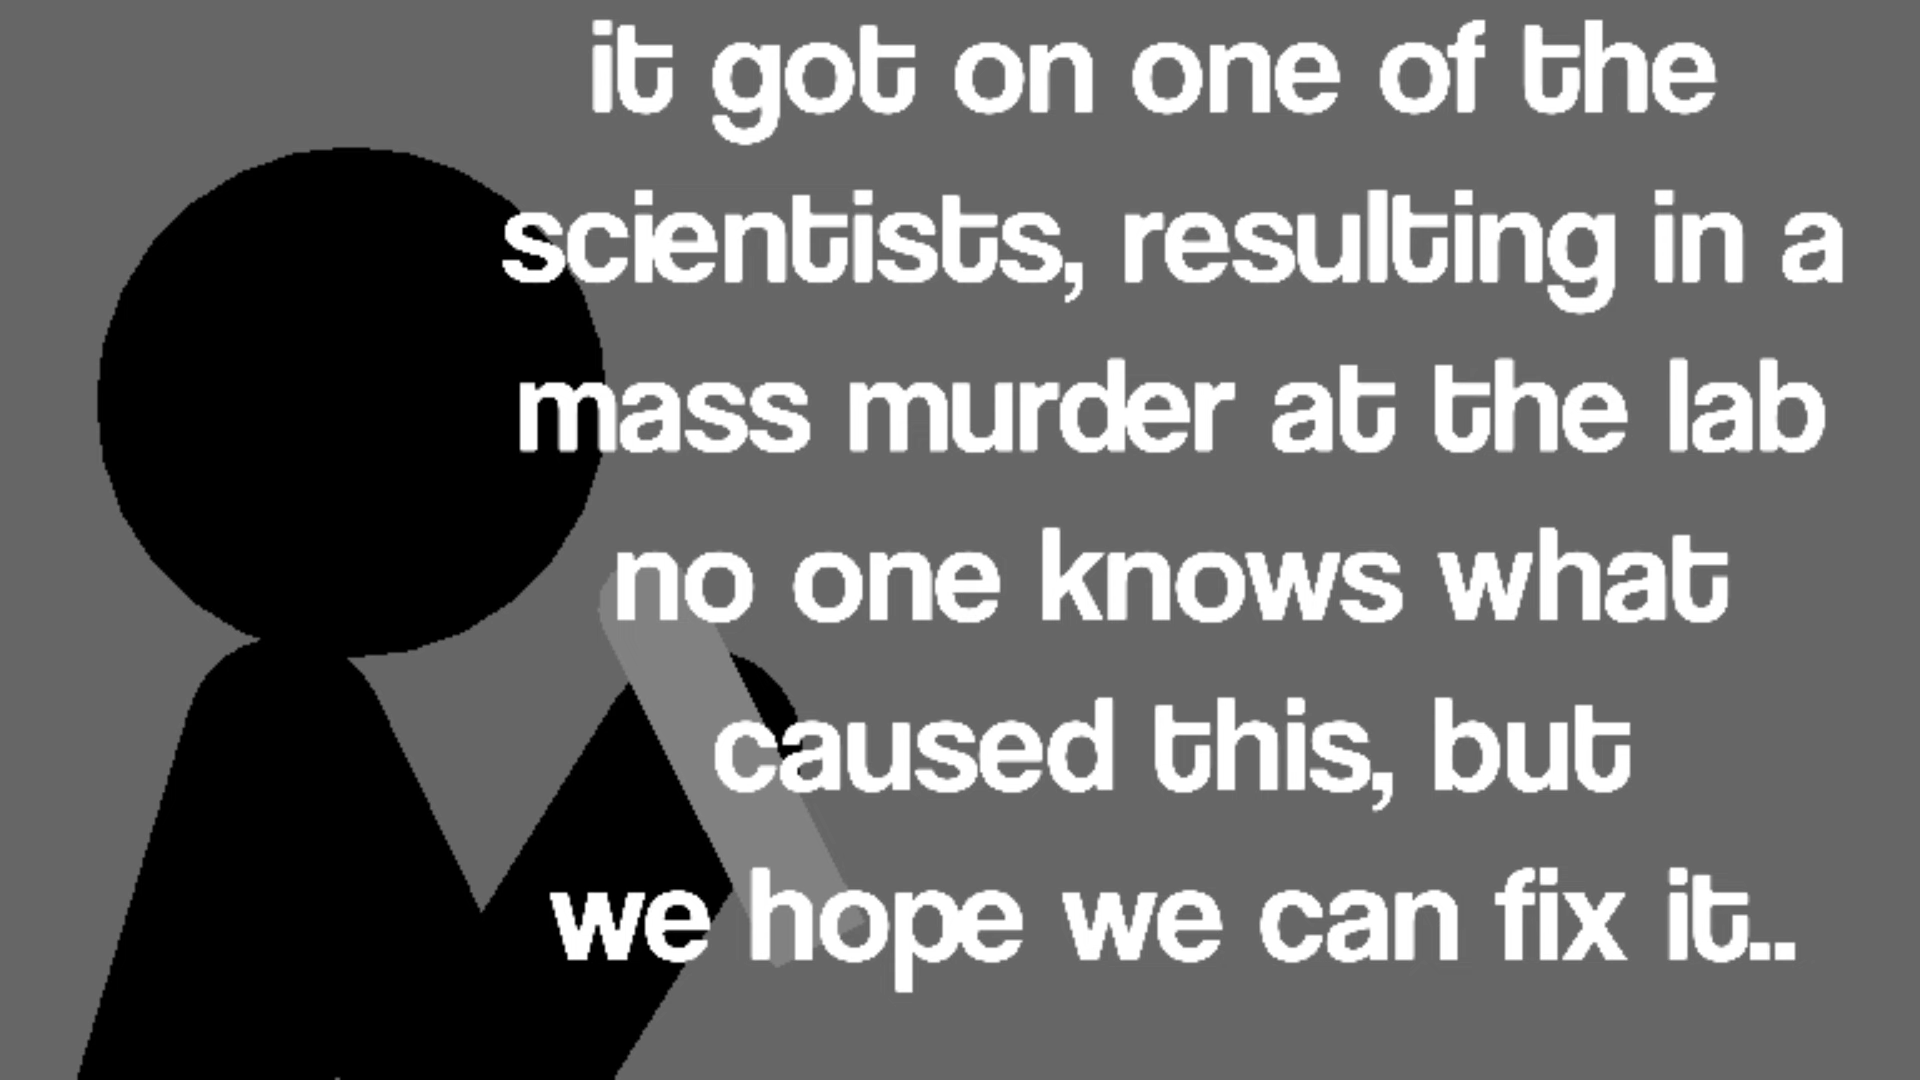 it got on one of the
scientists, resulting in a
mass murder at the lab
no one knows what
caused this, but
we hope we can fix it..